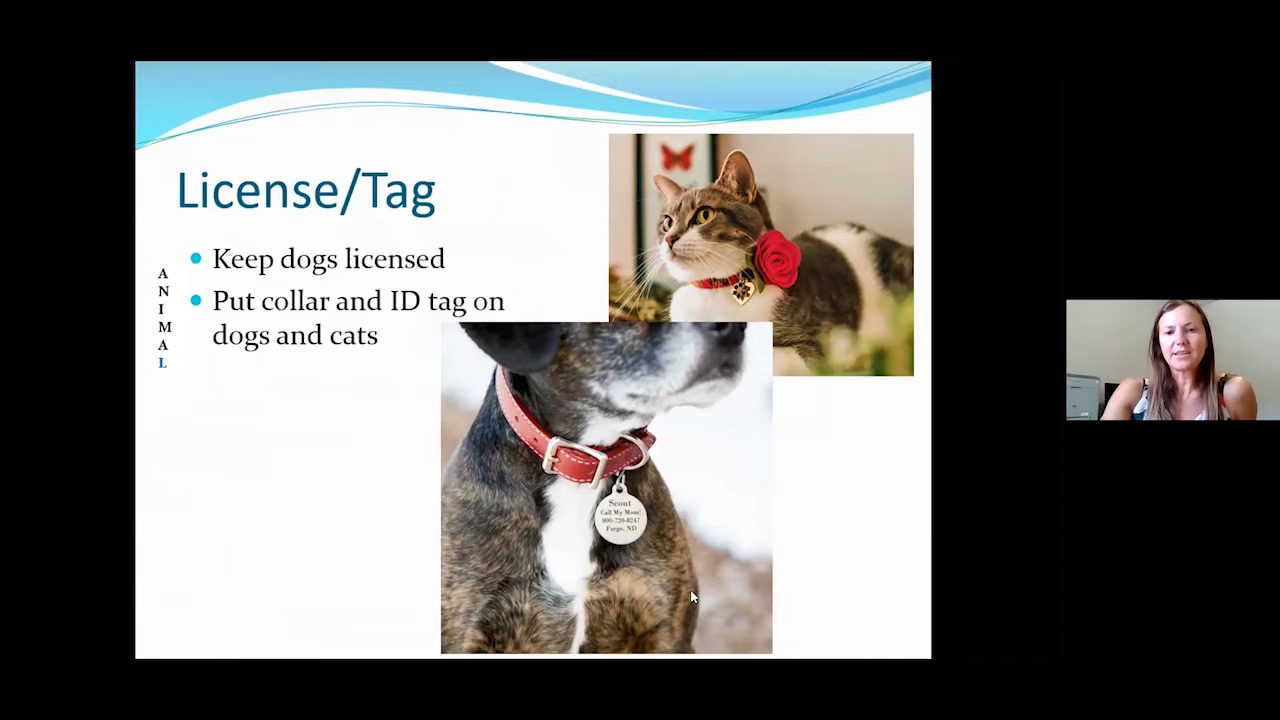 License/Tag
Keep dogs licensed
Put collar and ID tag on
dogs and cats
A
N
I
M
A
L
Scout
Call My Mom!
800-720-8247
Fargo, ND